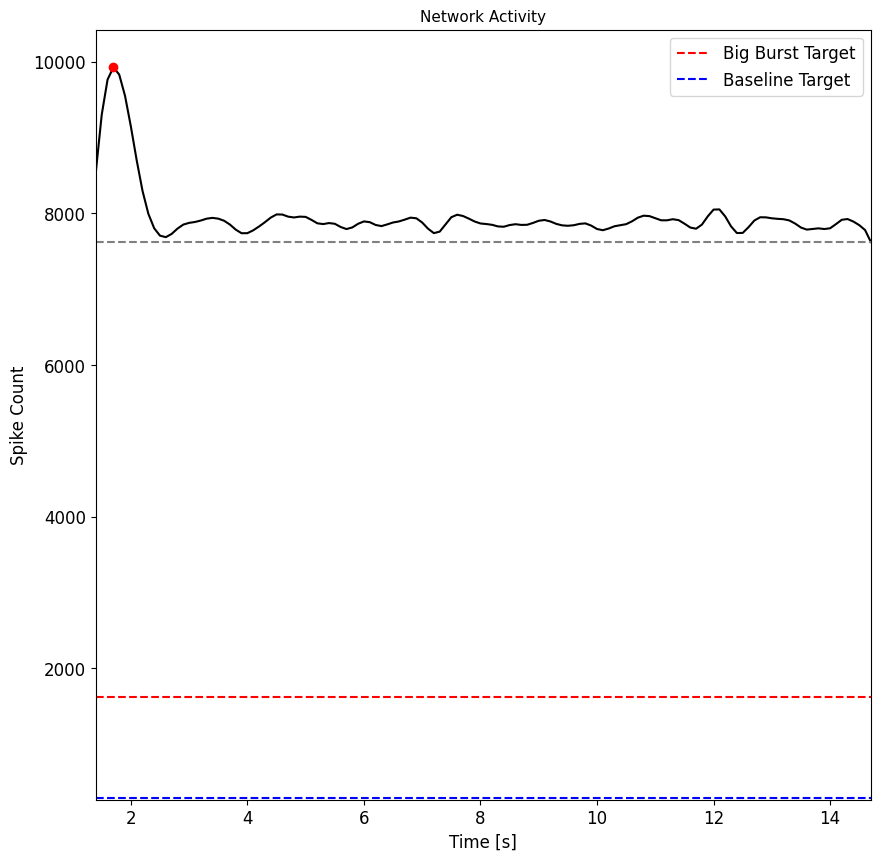 Network Activity
Big Burst Target
Baseline Target
10000
8000
6000
4000
2000
Spike Count
2 4 6 8 10 12 14
Time [s]